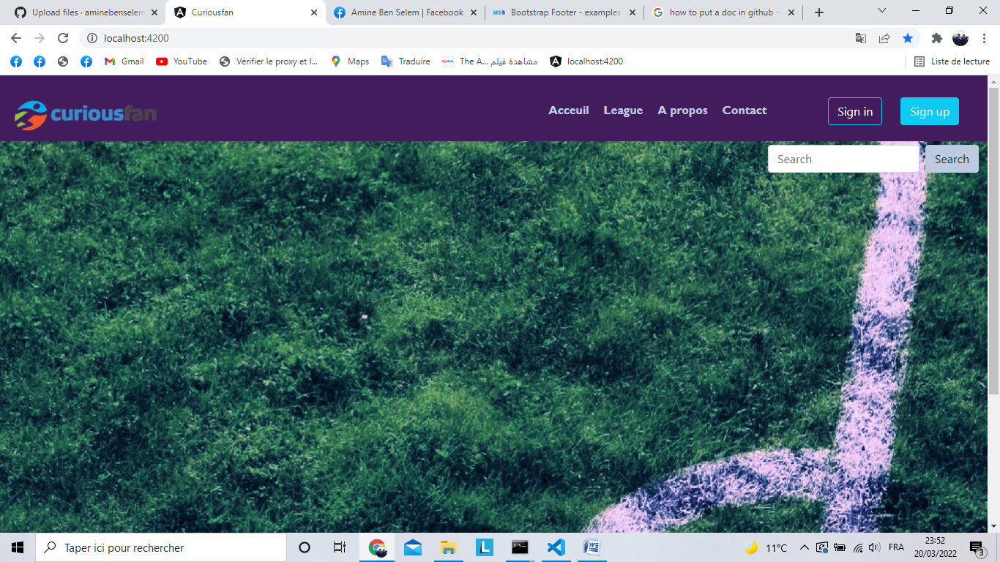 Upload files · aminebenselem
Curiousfan
Amine Ben Selem | Facebook
Bootstrap Footer - examples
how to put a doc in github -
localhost:4200
Gmail
YouTube
Vérifier le proxy et l...
Maps
Traduire
The A... مشاهدة فيلم
localhost:4200
Liste de lecture
curiousfan
Acceuil
League
A propos
Contact
Sign in
Sign up
Search
Search
Taper ici pour rechercher
L
11°C
FRA
23:52
20/03/2022
3